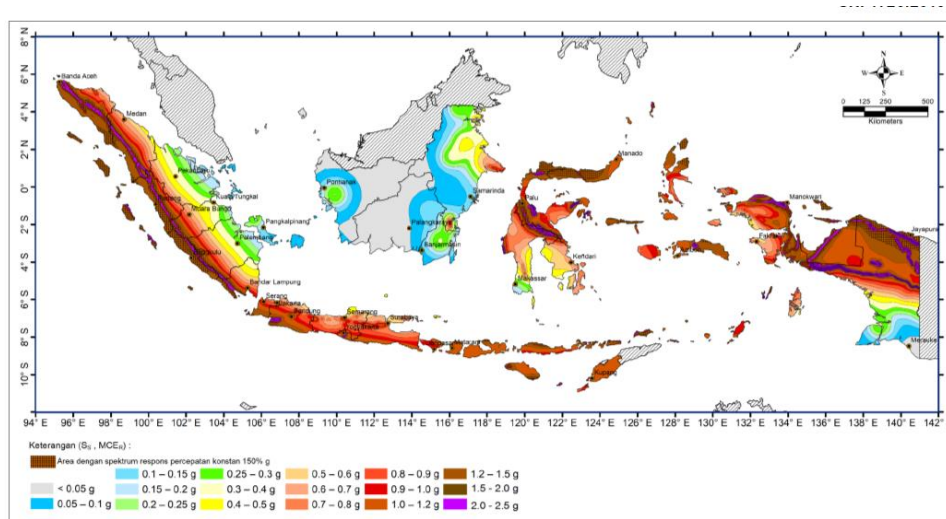 8° N
6° N
4° N
2° N
0°
2° S
4° S
6° S
8° S
10° S
Banda Aceh
Medan
Pekanbaru
Kuala Tungkal
Muara Bungo
Pangkalpinang
Palembang
Bandar Lampung
Serang
Jakarta
Bandung
Semarang
Yogyakarta
Surabaya
Mataram
Pontianak
Samarinda
Palangkaraya
Banjarmasin
Manado
Palu
Kendari
Makassar
Kupang
Manokwari
Jayapura
Merauke
N
W
E
S
0 125 250 500
Kilometers
94° E 96° E 98° E 100° E 102° E 104° E 106° E 108° E 110° E 112° E 114° E 116° E 118° E 120° E 122° E 124° E 126° E 128° E 130° E 132° E 134° E 136° E 138° E 140° E 142° E
Keterangan (Sₛ , MCEᴿ) :
Area dengan spektrum respons percepatan konstan 150% g
0.1 – 0.15 g 0.25 – 0.3 g 0.5 – 0.6 g 0.8 – 0.9 g 1.2 – 1.5 g
< 0.05 g 0.15 – 0.2 g 0.3 – 0.4 g 0.6 – 0.7 g 0.9 – 1.0 g 1.5 - 2.0 g
0.05 – 0.1 g 0.2 – 0.25 g 0.4 – 0.5 g 0.7 – 0.8 g 1.0 – 1.2 g 2.0 - 2.5 g